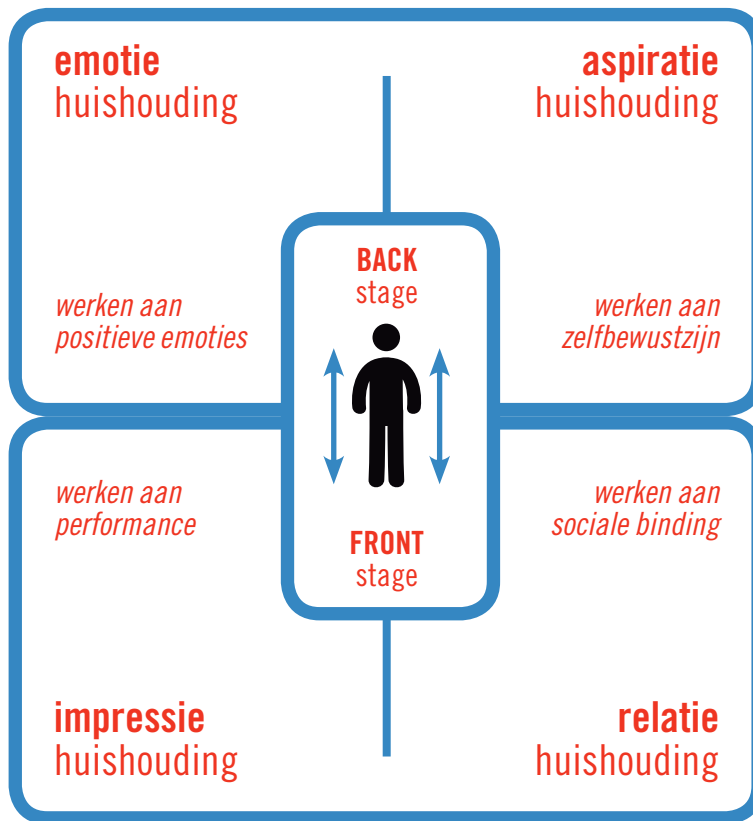 emotie
huishouding
aspiratie
huishouding
werken aan
positieve emoties
BACK
stage
werken aan
zelfbewustzijn
werken aan
performance
FRONT
stage
werken aan
sociale binding
impressie
huishouding
relatie
huishouding